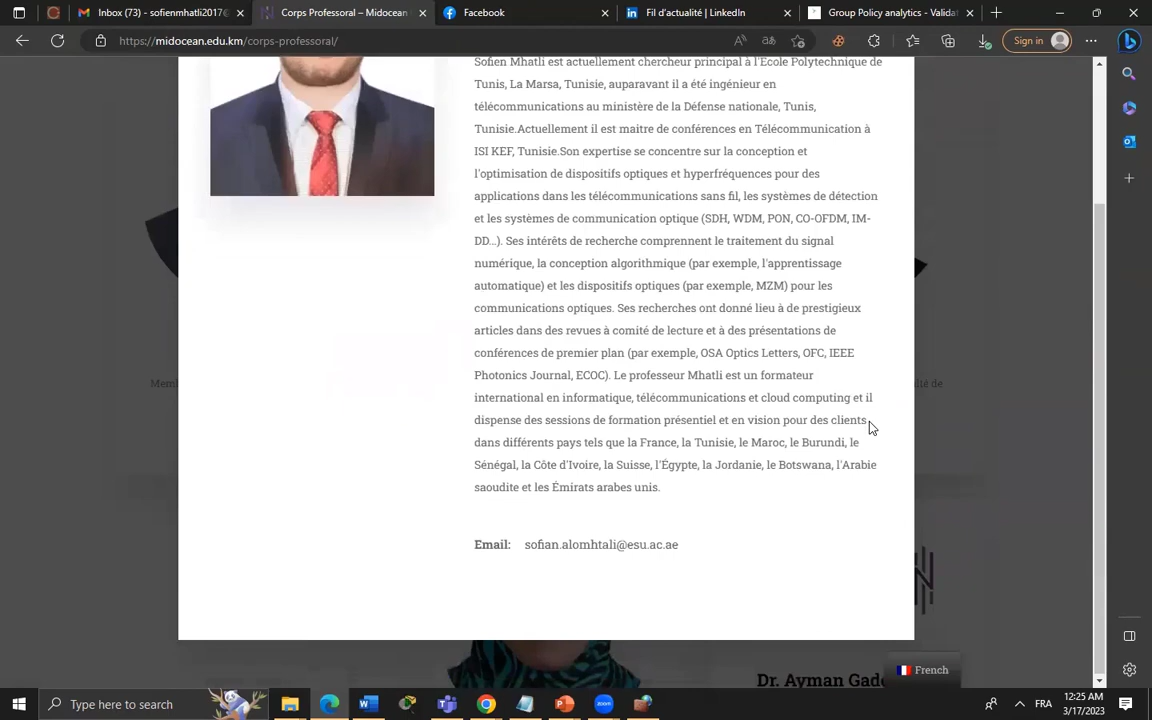 Inbox (73) - sofienmhatli2017
Corps Professoral – Midocean
Facebook
Fil d'actualité | LinkedIn
Group Policy analytics - Valida
https://midocean.edu.km/corps-professoral/
Sign in
Sofien Mhatli est actuellement chercheur principal à l'École Polytechnique de
Tunis, La Marsa, Tunisie, auparavant il a été ingénieur en
télécommunications au ministère de la Défense nationale, Tunis,
Tunisie.Actuellement il est maitre de conférences en Télécommunication à
ISI KEF, Tunisie.Son expertise se concentre sur la conception et
l'optimisation de dispositifs optiques et hyperfréquences pour des
applications dans les télécommunications sans fil, les systèmes de détection
et les systèmes de communication optique (SDH, WDM, PON, CO-OFDM, IM-
DD...). Ses intérêts de recherche comprennent le traitement du signal
numérique, la conception algorithmique (par exemple, l'apprentissage
automatique) et les dispositifs optiques (par exemple, MZM) pour les
communications optiques. Ses recherches ont donné lieu à de prestigieux
articles dans des revues à comité de lecture et à des présentations de
conférences de premier plan (par exemple, OSA Optics Letters, OFC, IEEE
Photonics Journal, ECOC). Le professeur Mhatli est un formateur
international en informatique, télécommunications et cloud computing et il
dispense des sessions de formation présentiel et en vision pour des clients
dans différents pays tels que la France, la Tunisie, le Maroc, le Burundi, le
Sénégal, la Côte d'Ivoire, la Suisse, l'Égypte, la Jordanie, le Botswana, l'Arabie
saoudite et les Émirats arabes unis.
Email: sofian.alomhtali@esu.ac.ae
Memb
ulté de
Dr. Ayman Gad
French
Type here to search
FRA
12:25 AM
3/17/2023